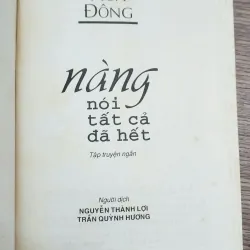 ĐÔNG
nàng
nói
tất cả
đã hết
Tập truyện ngắn
Người dịch
NGUYỄN THÀNH LỢI
TRẦN QUỲNH HƯƠNG